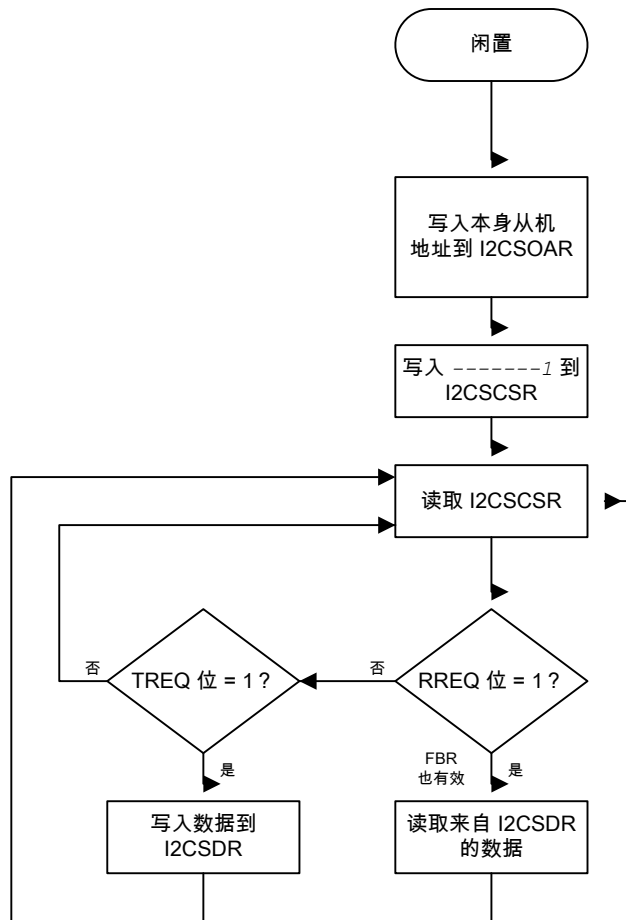 闲置
写入本身从机
地址到 I2CSOAR
写入 -------1 到
I2CSCSR
读取 I2CSCSR
否
TREQ 位 = 1?
否
RREQ 位 = 1?
是
FBR
也有效
是
写入数据到
I2CSDR
读取来自 I2CSDR
的数据